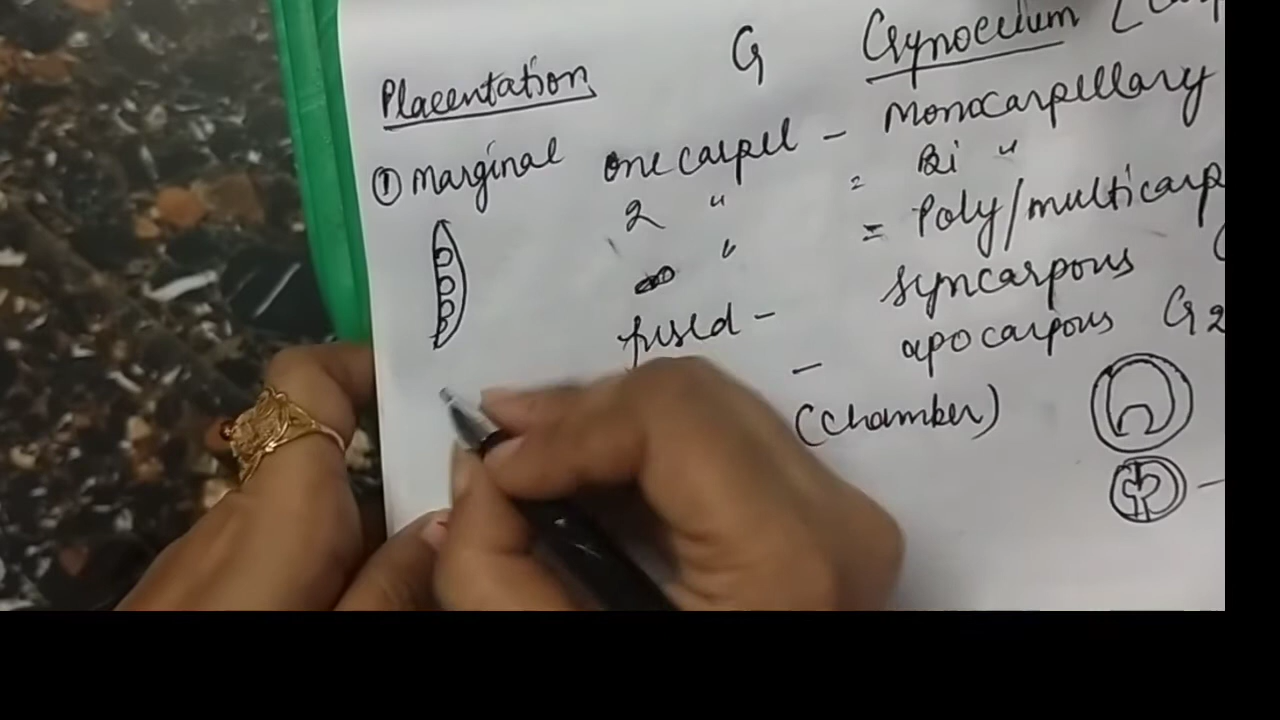 Placentation
① Marginal
G Gynoecium
one carpel - Monocarpellary
2 " = Bi "
" = Poly/multicarp
fused - syncarpous
- apocarpous G2
(chamber)